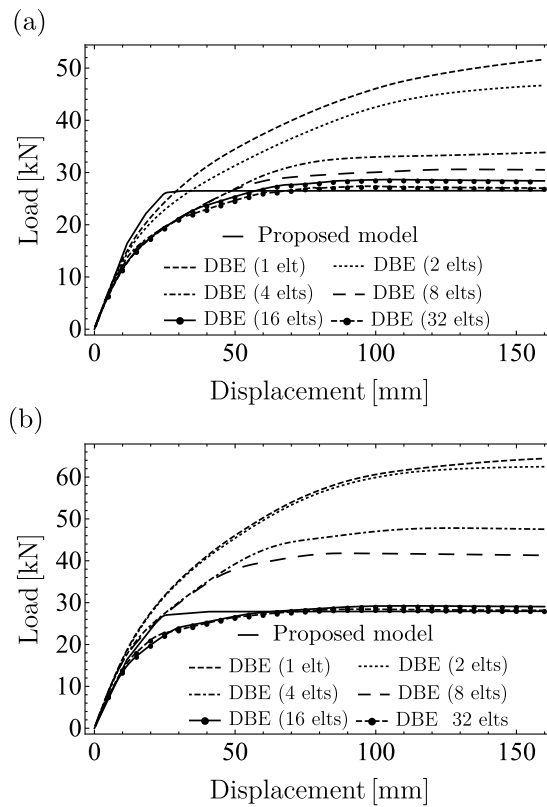 (a)
50
40
30
20
10
0
Load [kN]
Proposed model
DBE (1 elt) DBE (2 elts)
DBE (4 elts) DBE (8 elts)
DBE (16 elts) DBE (32 elts)
0 50 100 150
Displacement [mm]
(b)
60
50
40
30
20
10
0
Load [kN]
Proposed model
DBE (1 elt) DBE (2 elts)
DBE (4 elts) DBE (8 elts)
DBE (16 elts) DBE 32 elts
0 50 100 150
Displacement [mm]